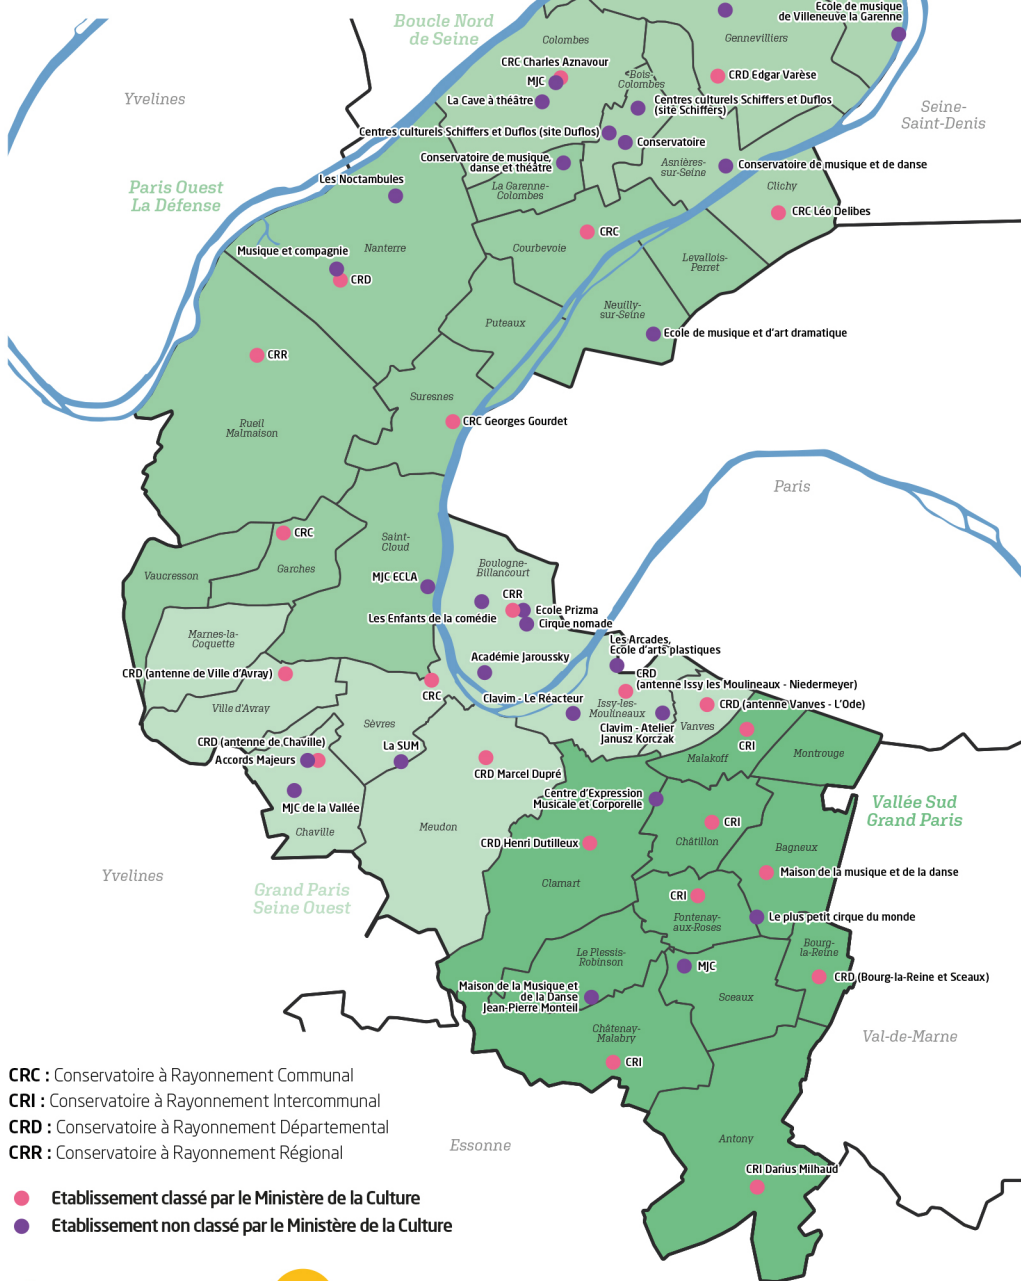 Ecole de musique
de Villeneuve la Garenne
Boucle Nord
de Seine
Colombes
Gennevilliers
CRC Charles Aznavour
MJC
Bois-
Colombes
CRD Edgar Varèse
Yvelines
La Cave à théâtre
Centres culturels Schiffers et Duflos
(site Schiffers)
Seine-
Saint-Denis
Centres culturels Schiffers et Duflos (site Duflos)
Conservatoire
Conservatoire de musique,
danse et théâtre
Asnières-
sur-Seine
Conservatoire de musique et de danse
Les Noctambules
Paris Ouest
La Défense
La Garenne-
Colombes
Clichy
CRC Léo Delibes
CRC
Musique et compagnie
Nanterre
Courbevoie
Levallois-
Perret
CRD
Neuilly-
sur-Seine
Puteaux
Ecole de musique et d'art dramatique
CRR
Suresnes
CRC Georges Gourdet
Rueil
Malmaison
Paris
CRC
Saint-
Cloud
Garches
Vaucresson
Boulogne-
Billancourt
MJC ECLA
CRR
Ecole Prizma
Les Enfants de la comédie
Cirque nomade
Marnes-la-
Coquette
Les Arcades,
Ecole d'arts plastiques
Académie Jaroussky
CRD (antenne de Ville d'Avray)
CRD
(antenne Issy les Moulineaux - Niedermeyer)
CRC
Clavim - Le Réacteur
Ville d'Avray
Issy-les-
Moulineaux
CRD (antenne Vanves - L'Ode)
Sèvres
Clavim - Atelier
Janusz Korczak
Vanves
CRD (antenne de Chaville)
La SUM
CRI
Accords Majeurs
Malakoff
Montrouge
CRD Marcel Dupré
MJC de la Vallée
Centre d'Expression
Musicale et Corporelle
Vallée Sud
Grand Paris
Chaville
Meudon
CRI
CRD Henri Dutilleux
Châtillon
Bagneux
Yvelines
Maison de la musique et de la danse
Grand Paris
Seine Ouest
Clamart
CRI
Le plus petit cirque du monde
Fontenay-
aux-Roses
Le Plessis-
Robinson
Bourg-
la-Reine
MJC
CRD (Bourg-la-Reine et Sceaux)
Maison de la Musique et
de la Danse
Jean-Pierre Monteil
Sceaux
Châtenay-
Malabry
Val-de-Marne
CRI
CRC : Conservatoire à Rayonnement Communal
CRI : Conservatoire à Rayonnement Intercommunal
CRD : Conservatoire à Rayonnement Départemental
CRR : Conservatoire à Rayonnement Régional
Essonne
Antony
CRI Darius Milhaud
Etablissement classé par le Ministère de la Culture
Etablissement non classé par le Ministère de la Culture